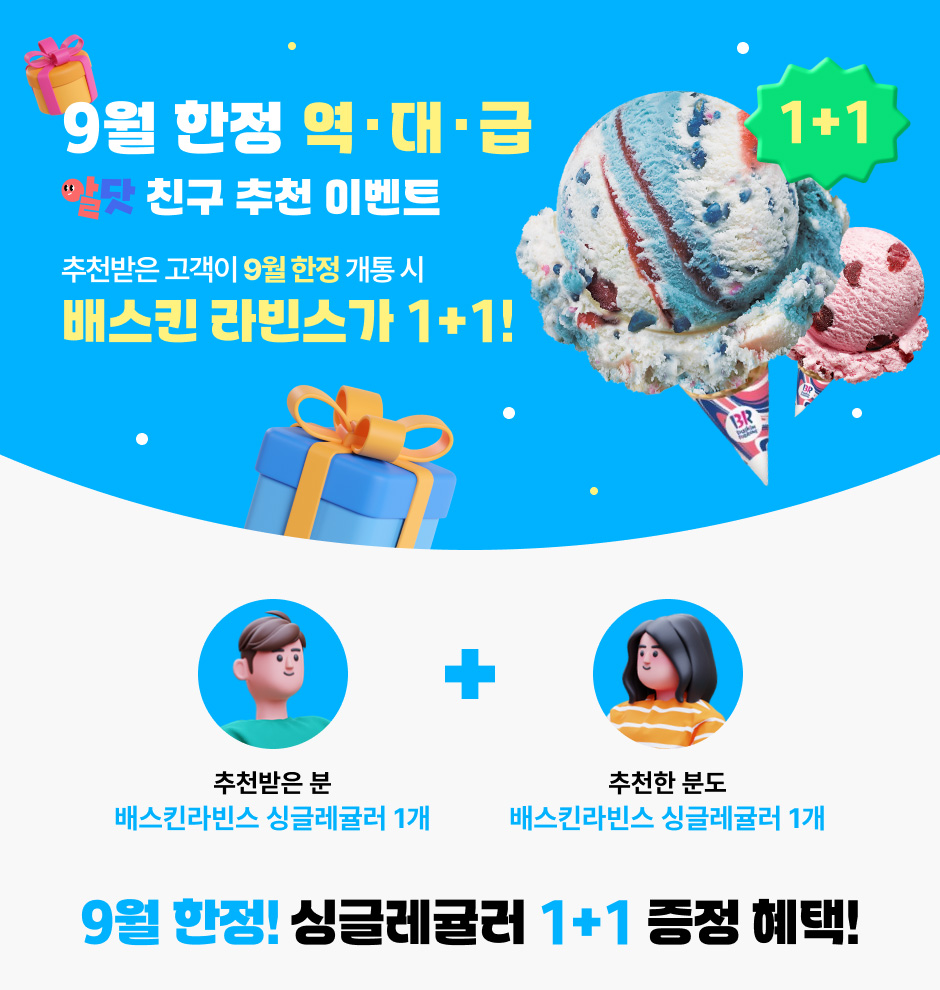 9월 한정 역·대·급
알닷 친구 추천 이벤트
추천받은 고객이 9월 한정 개통 시
배스킨 라빈스가 1+1!
1+1
BR
baskin robbins
추천받은 분
배스킨라빈스 싱글레귤러 1개
추천한 분도
배스킨라빈스 싱글레귤러 1개
9월 한정! 싱글레귤러 1+1 증정 혜택!